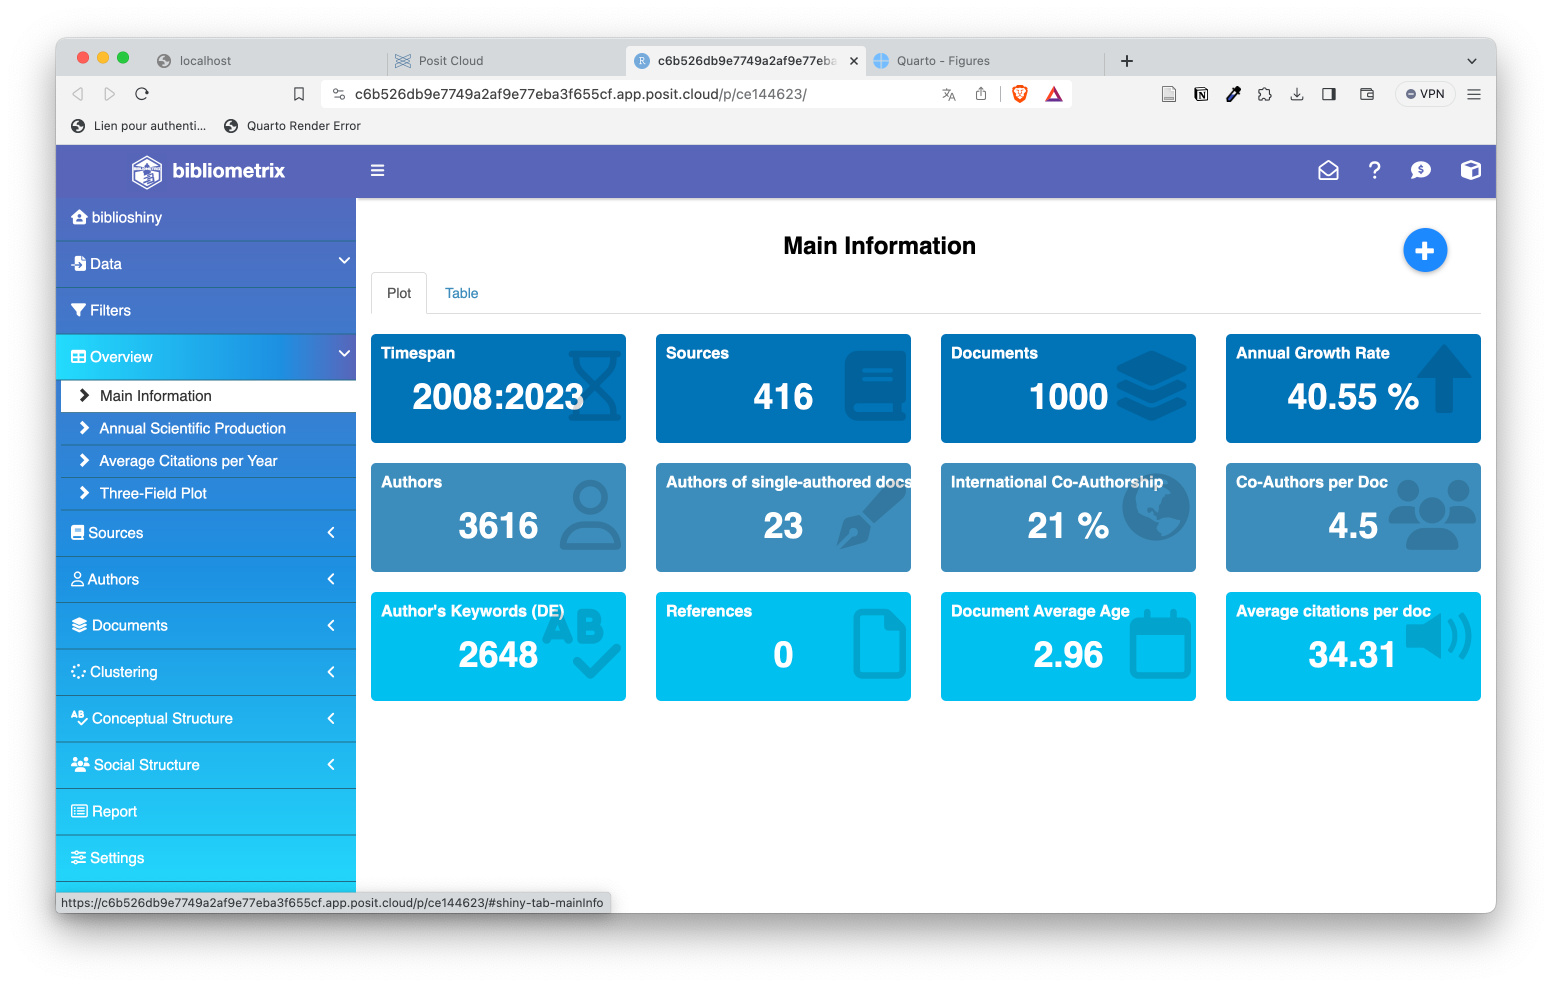 localhost
Posit Cloud
c6b526db9e7749a2af9e77eba
Quarto - Figures
c6b526db9e7749a2af9e77eba3f655cf.app.posit.cloud/p/ce144623/
VPN
Lien pour authenti...
Quarto Render Error
bibliometrix
biblioshiny
Data
Filters
Overview
Main Information
Annual Scientific Production
Average Citations per Year
Three-Field Plot
Sources
Authors
Documents
Clustering
Conceptual Structure
Social Structure
Report
Settings
Main Information
Plot
Table
Timespan
2008:2023
Sources
416
Documents
1000
Annual Growth Rate
40.55 %
Authors
3616
Authors of single-authored docs
23
International Co-Authorship
21 %
Co-Authors per Doc
4.5
Author's Keywords (DE)
2648
References
0
Document Average Age
2.96
Average citations per doc
34.31
https://c6b526db9e7749a2af9e77eba3f655cf.app.posit.cloud/p/ce144623/#shiny-tab-mainInfo